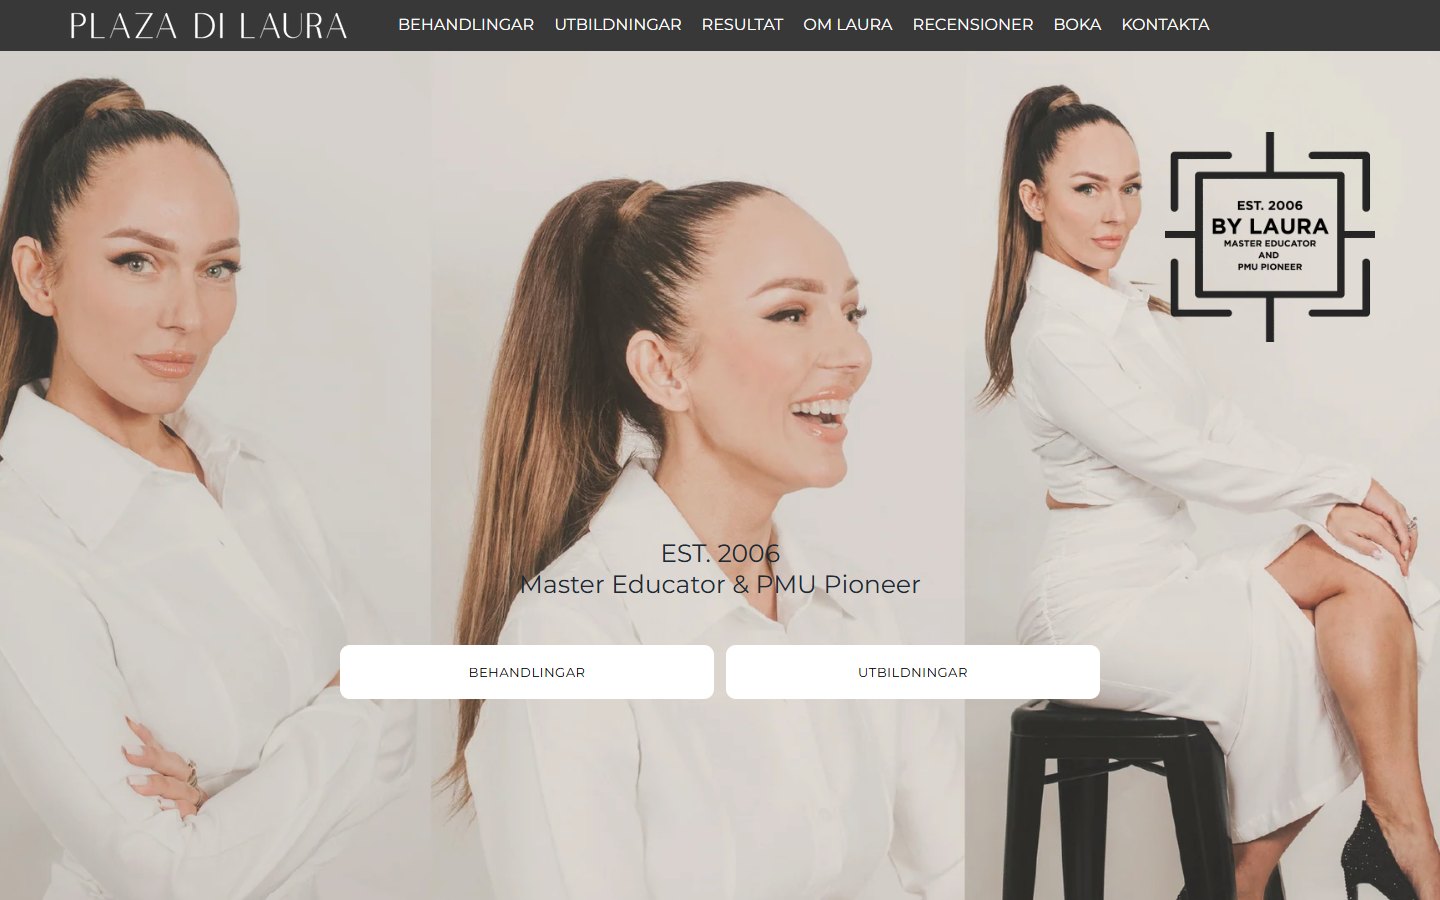 PLAZA DI LAURA
BEHANDLINGAR
UTBILDNINGAR
RESULTAT
OM LAURA
RECENSIONER
BOKA
KONTAKTA
EST. 2006
BY LAURA
MASTER EDUCATOR
AND
PMU PIONEER
EST. 2006
Master Educator & PMU Pioneer
BEHANDLINGAR
UTBILDNINGAR